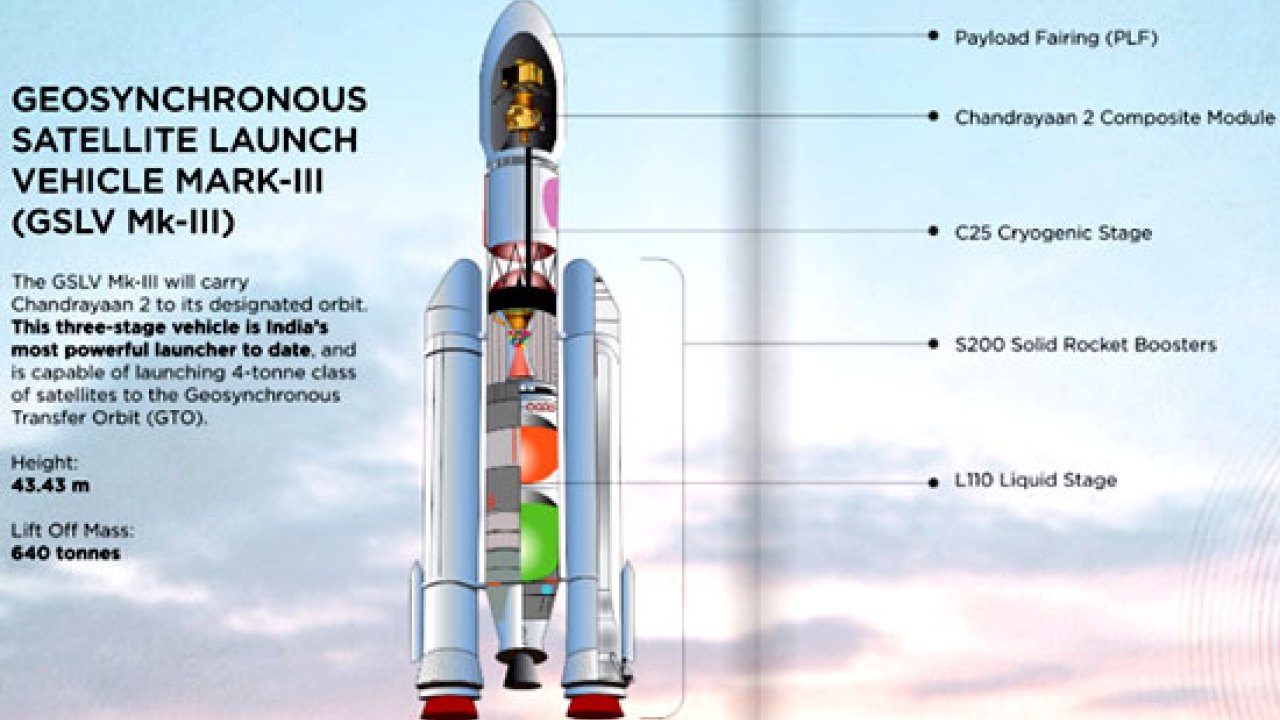 GEOSYNCHRONOUS
SATELLITE LAUNCH
VEHICLE MARK-III
(GSLV Mk-III)
The GSLV Mk-III will carry
Chandrayaan 2 to its designated orbit.
This three-stage vehicle is India's
most powerful launcher to date, and
is capable of launching 4-tonne class
of satellites to the Geosynchronous
Transfer Orbit (GTO).
Height:
43.43 m
Lift Off Mass:
640 tonnes
Payload Fairing (PLF)
Chandrayaan 2 Composite Module
C25 Cryogenic Stage
S200 Solid Rocket Boosters
L110 Liquid Stage